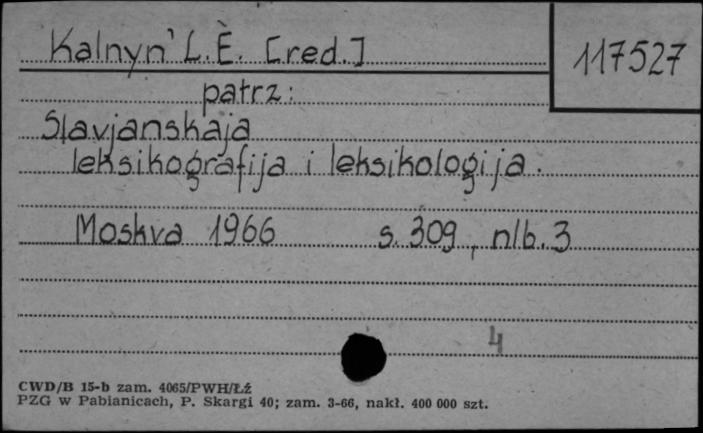 Kalnyn' L.È. [red.]
117527
patrz:
Slavjanskaja
leksikografija i leksikologija.
Moskva 1966 s. 309, nlb. 3
4
CWD/B 15-b zam. 4065/PWH/Łź
PZG w Pabianicach, P. Skargi 40; zam. 3-66, nakł. 400 000 szt.